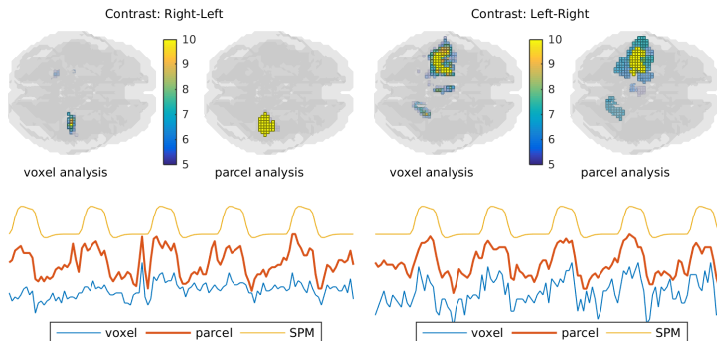 Contrast: Right-Left
Contrast: Left-Right
10
9
8
7
6
5
10
9
8
7
6
5
voxel analysis
parcel analysis
voxel analysis
parcel analysis
voxel parcel SPM
voxel parcel SPM